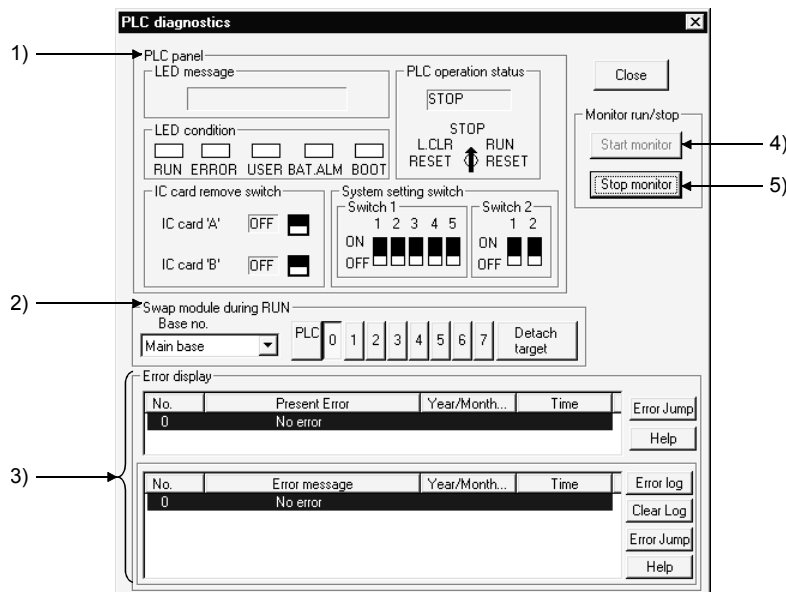 PLC diagnostics
1)
PLC panel
LED message
PLC operation status
STOP
STOP
L.CLR RUN
RESET RESET
LED condition
RUN ERROR USER BAT.ALM BOOT
IC card remove switch
IC card 'A' OFF
IC card 'B' OFF
System setting switch
Switch 1
1 2 3 4 5
ON
OFF
Switch 2
1 2
ON
OFF
Close
Monitor run/stop
Start monitor
4)
Stop monitor
5)
2)
Swap module during RUN
Base no.
Main base
PLC 0 1 2 3 4 5 6 7
Detach
target
3)
Error display
No. Present Error Year/Month... Time
0 No error
Error Jump
Help
No. Error message Year/Month... Time
0 No error
Error log
Clear Log
Error Jump
Help